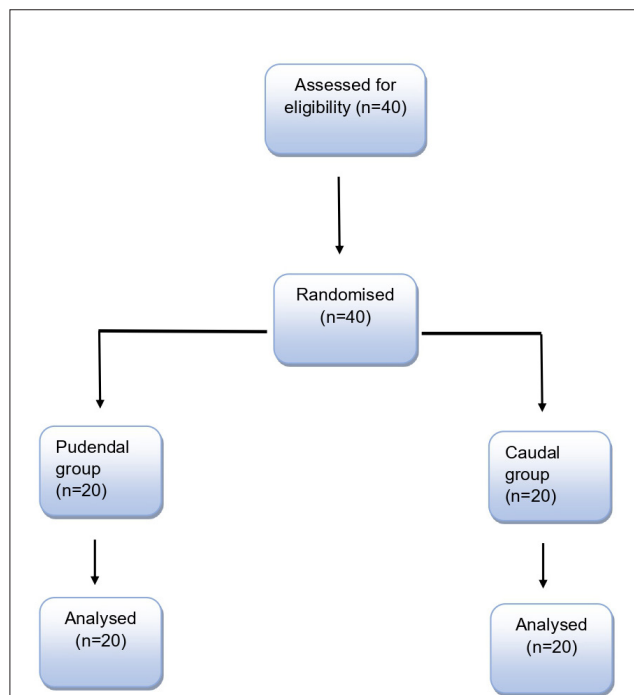 Assessed for
eligibility (n=40)
Randomised
(n=40)
Pudendal
group
(n=20)
Caudal
group
(n=20)
Analysed
(n=20)
Analysed
(n=20)